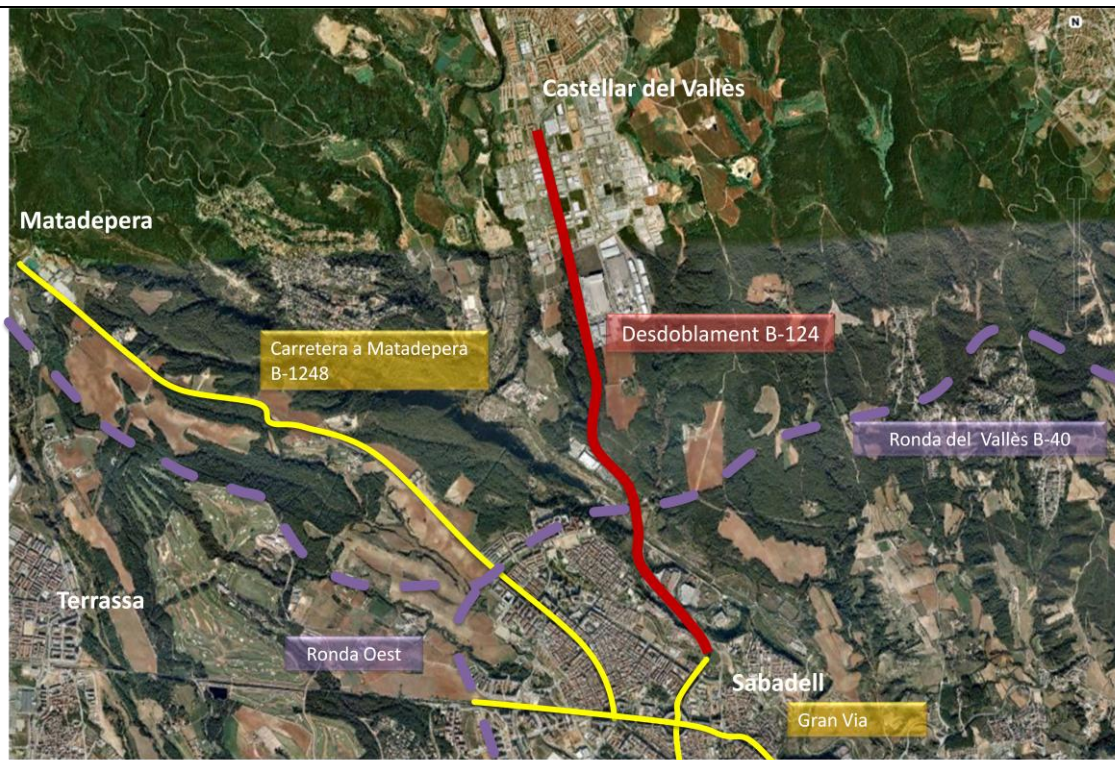 N
Castellar del Vallès
Matadepera
Desdoblament B-124
Carretera a Matadepera
B-1248
Ronda del Vallès B-40
Terrassa
Ronda Oest
Sabadell
Gran Via